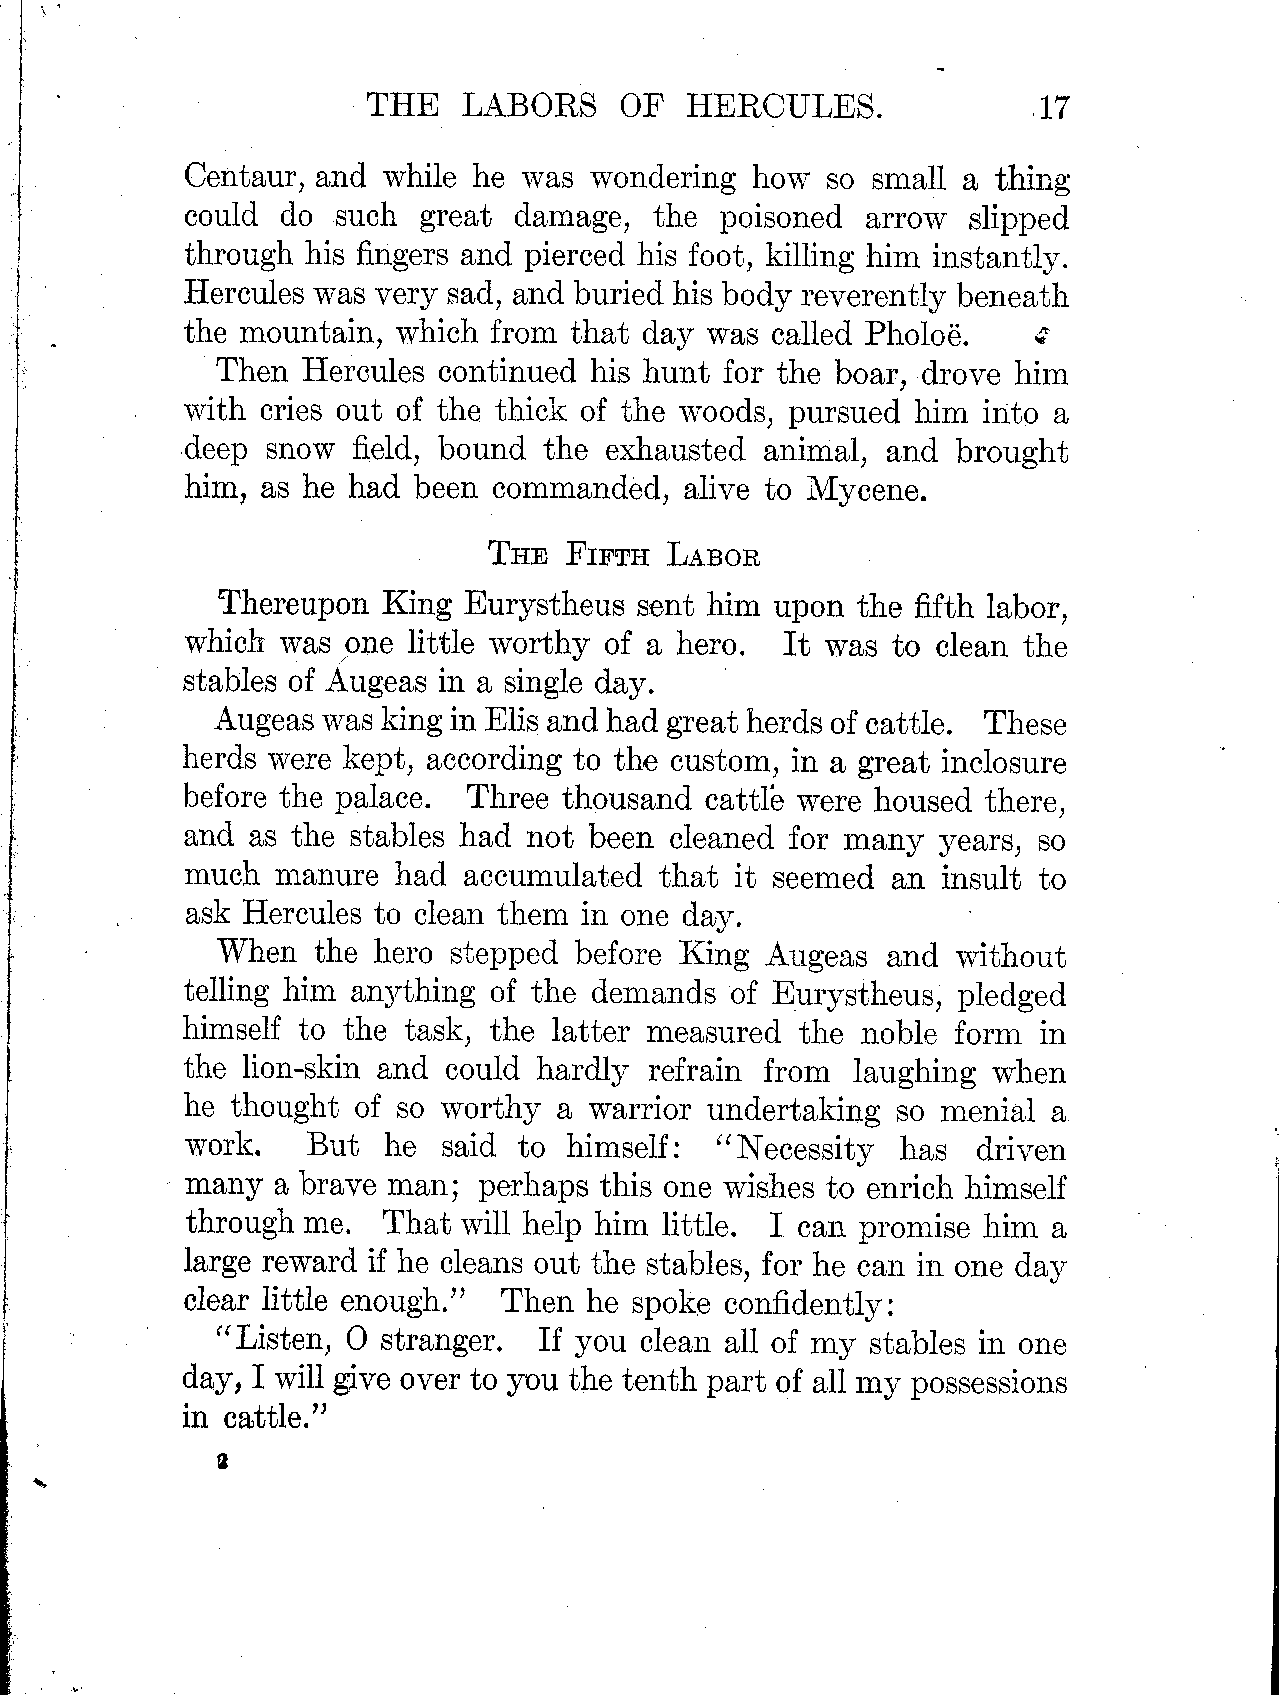 THE LABORS OF HERCULES. 17
Centaur, and while he was wondering how so small a thing
could do such great damage, the poisoned arrow slipped
through his fingers and pierced his foot, killing him instantly.
Hercules was very sad, and buried his body reverently beneath
the mountain, which from that day was called Pholoë.
Then Hercules continued his hunt for the boar, drove him
with cries out of the thick of the woods, pursued him into a
deep snow field, bound the exhausted animal, and brought
him, as he had been commanded, alive to Mycene.
THE FIFTH LABOR
Thereupon King Eurystheus sent him upon the fifth labor,
which was one little worthy of a hero. It was to clean the
stables of Augeas in a single day.
Augeas was king in Elis and had great herds of cattle. These
herds were kept, according to the custom, in a great inclosure
before the palace. Three thousand cattle were housed there,
and as the stables had not been cleaned for many years, so
much manure had accumulated that it seemed an insult to
ask Hercules to clean them in one day.
When the hero stepped before King Augeas and without
telling him anything of the demands of Eurystheus, pledged
himself to the task, the latter measured the noble form in
the lion-skin and could hardly refrain from laughing when
he thought of so worthy a warrior undertaking so menial a
work. But he said to himself: "Necessity has driven
many a brave man; perhaps this one wishes to enrich himself
through me. That will help him little. I can promise him a
large reward if he cleans out the stables, for he can in one day
clear little enough." Then he spoke confidently:
"Listen, O stranger. If you clean all of my stables in one
day, I will give over to you the tenth part of all my possessions
in cattle."
2